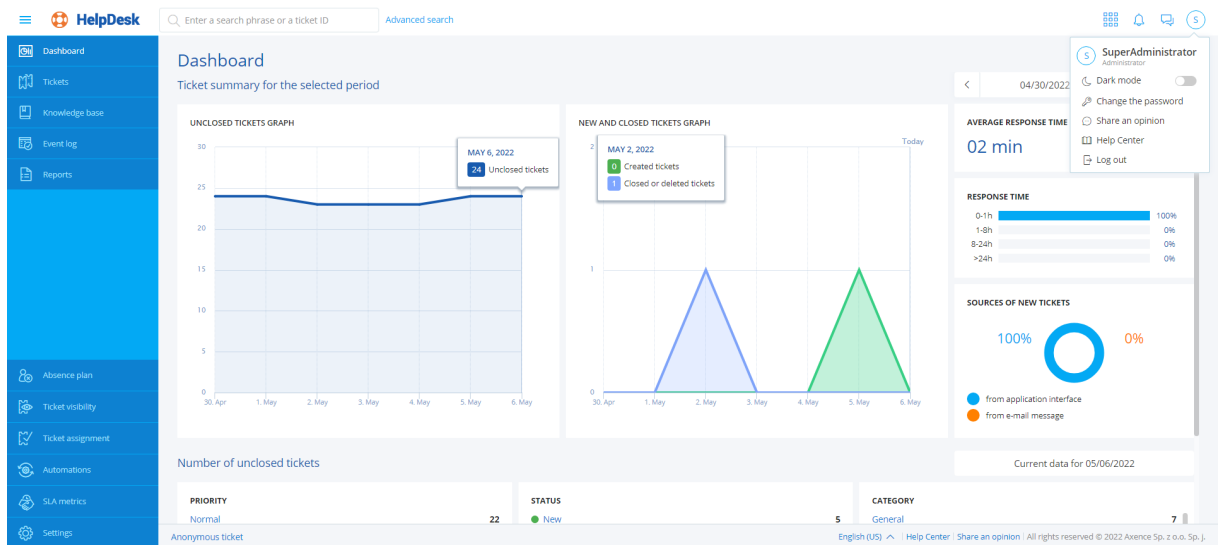 HelpDesk
Enter a search phrase or a ticket ID
Advanced search
S
Dashboard
Tickets
Knowledge base
Event log
Reports
Absence plan
Ticket visibility
Ticket assignment
Automations
SLA metrics
Settings
S
SuperAdministrator
Administrator
Dark mode
Change the password
Share an opinion
Help Center
Log out
Dashboard
Ticket summary for the selected period
04/30/2022
UNCLOSED TICKETS GRAPH
30
25
20
15
10
5
0
30. Apr 1. May 2. May 3. May 4. May 5. May 6. May
MAY 6, 2022
24 Unclosed tickets
NEW AND CLOSED TICKETS GRAPH
Today
2
1
0
30. Apr 1. May 2. May 3. May 4. May 5. May 6. May
MAY 2, 2022
0 Created tickets
1 Closed or deleted tickets
AVERAGE RESPONSE TIME
02 min
RESPONSE TIME
0-1h 100%
1-8h 0%
8-24h 0%
>24h 0%
SOURCES OF NEW TICKETS
100% 0%
from application interface
from e-mail message
Number of unclosed tickets
Current data for 05/06/2022
PRIORITY
Normal 22
STATUS
New 5
CATEGORY
General 7
Anonymous ticket
English (US) Help Center | Share an opinion | All rights reserved © 2022 Axence Sp. z o.o. Sp. j.